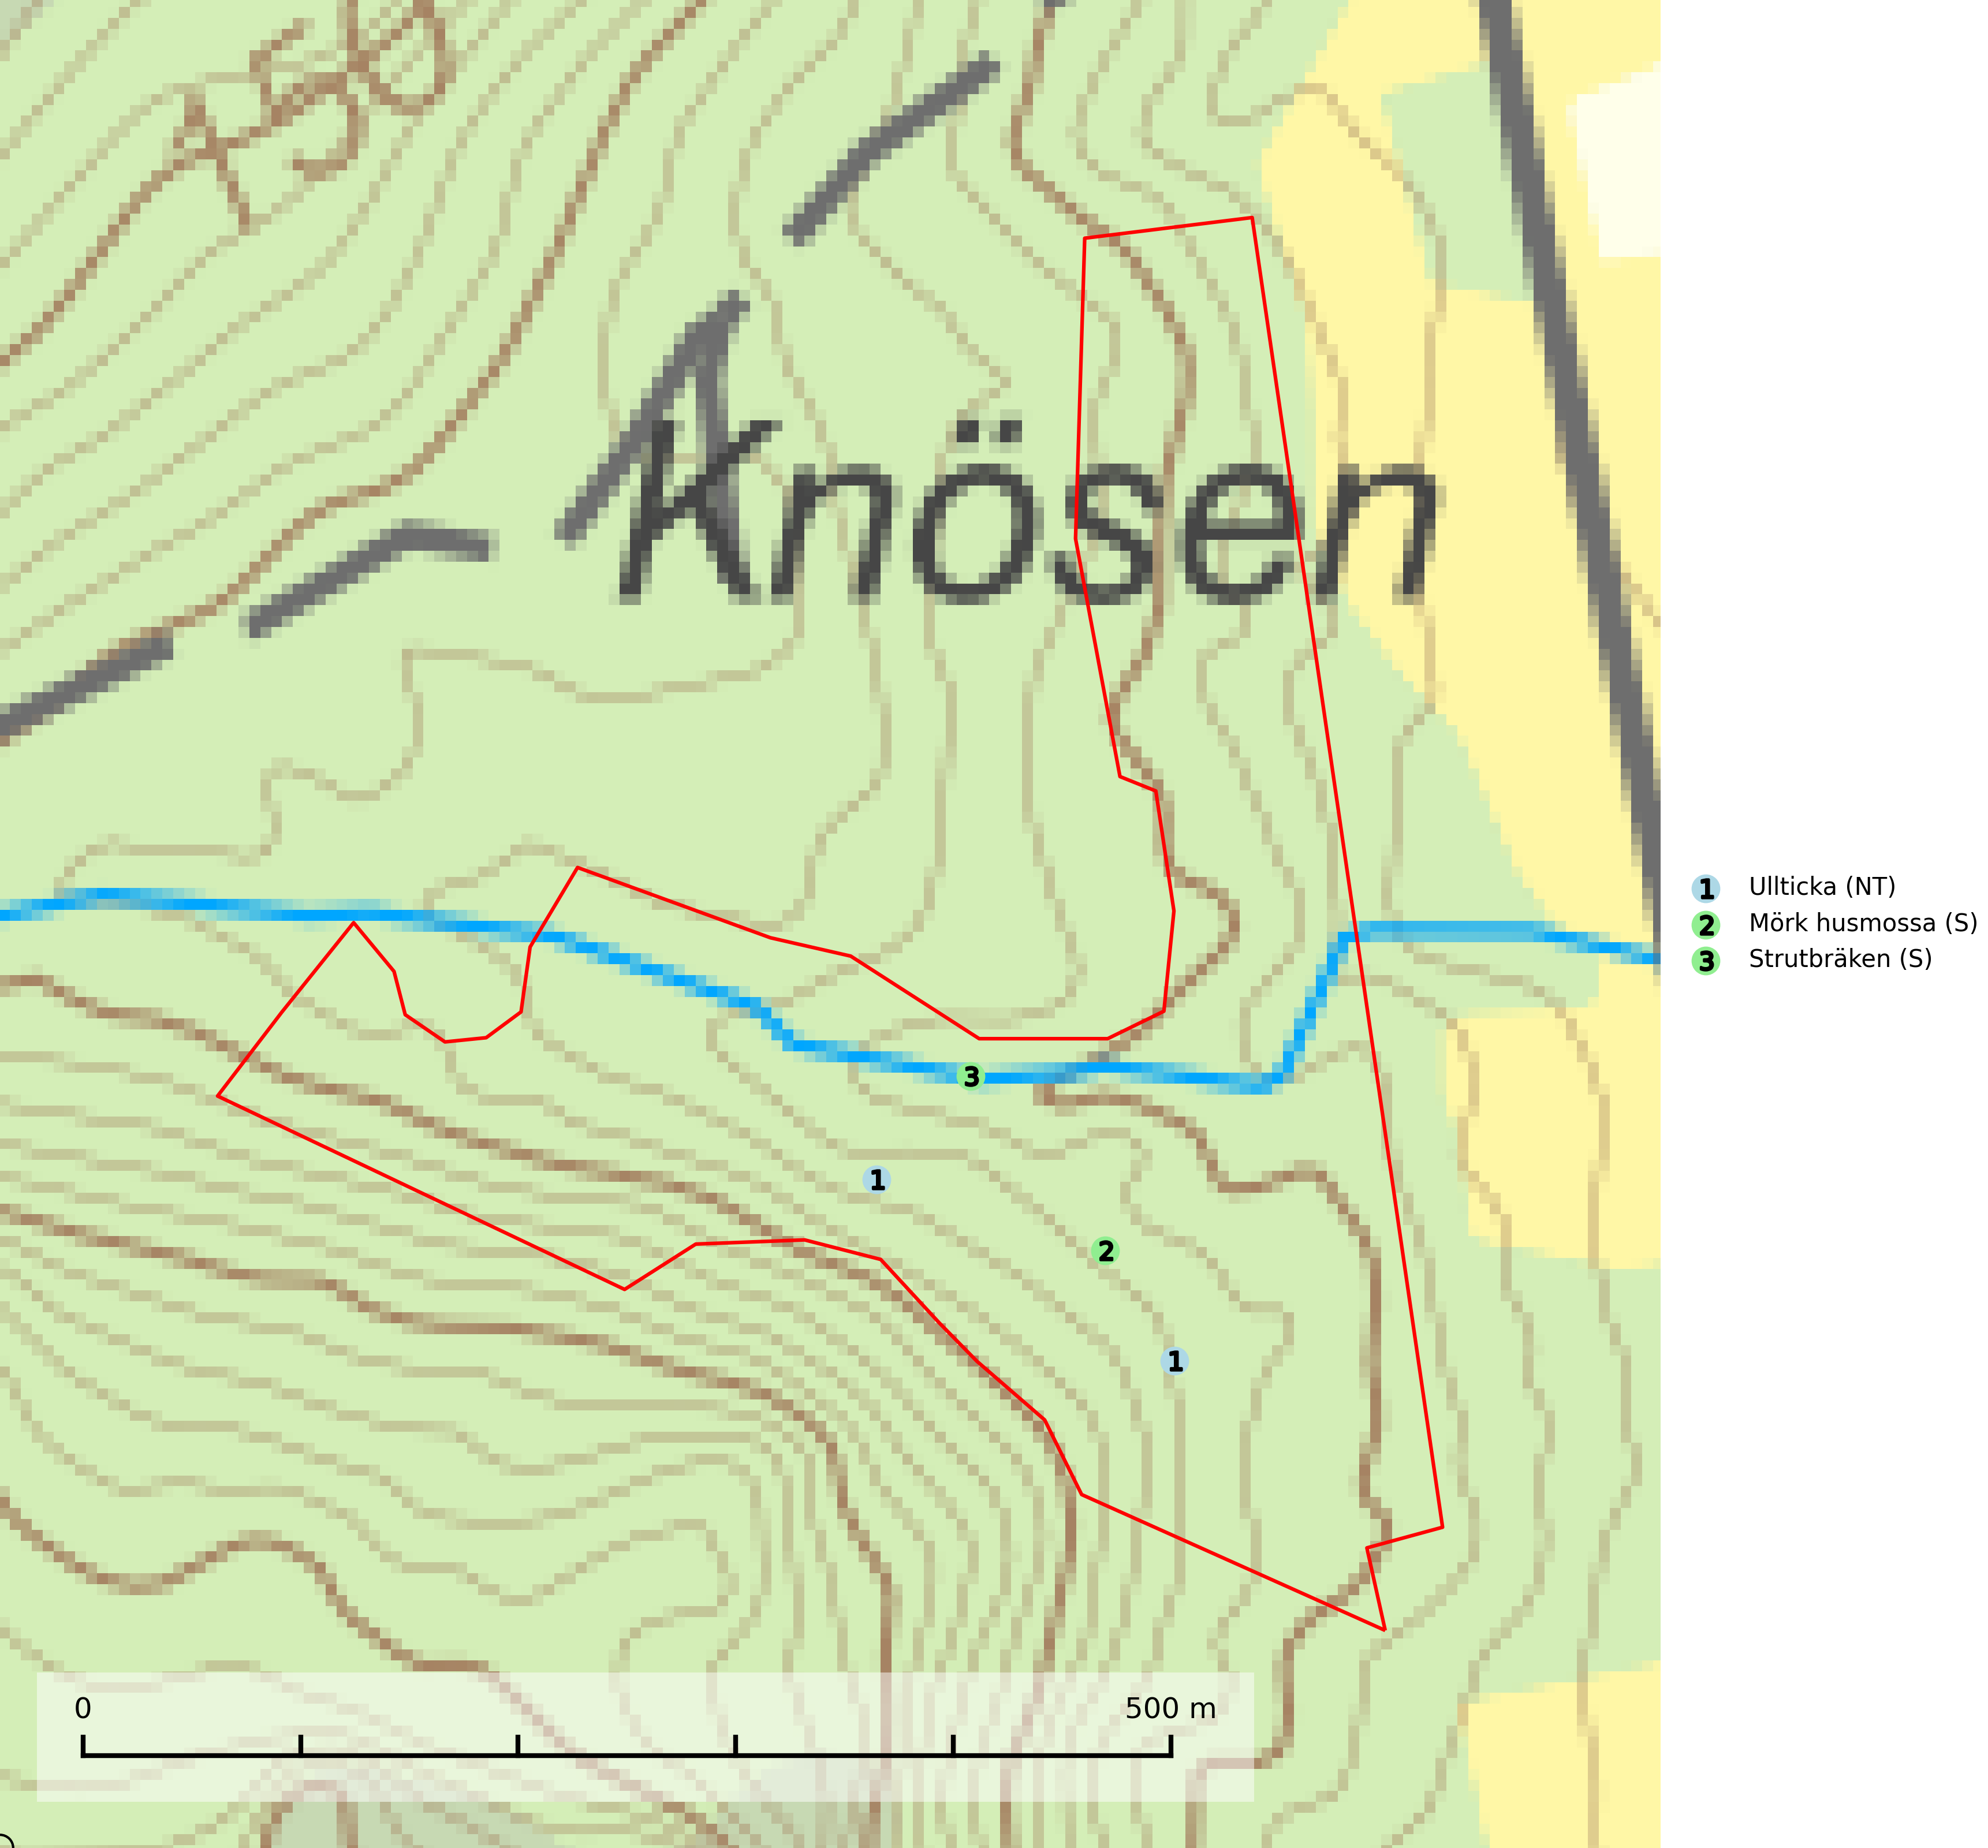 Knösen
1 Ullticka (NT)
2 Mörk husmossa (S)
3 Strutbräken (S)
3
1
2
1
0 500 m